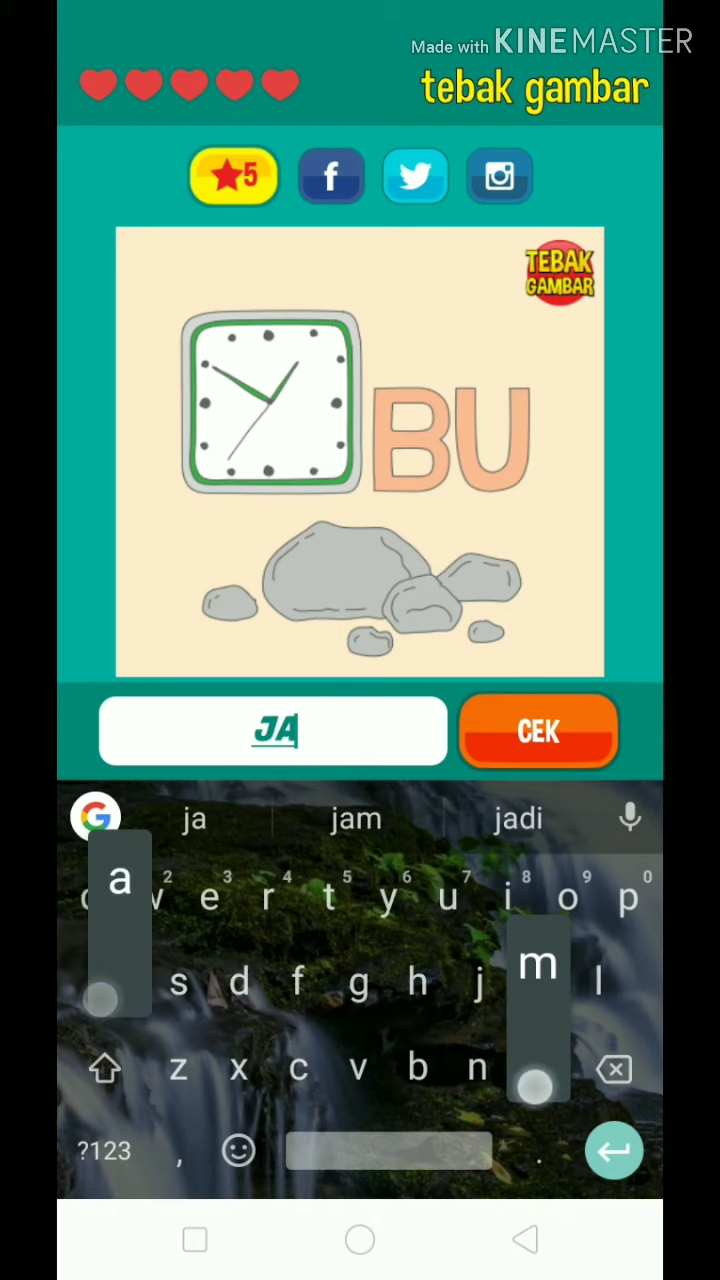 Made with KINEMASTER
tebak gambar
5
TEBAK
GAMBAR
BU
JA
CEK
ja jam jadi
a
2 3 4 5 6 7 8 9 0
e r t y u i o p
m
s d f g h j l
z x c v b n
?123 , .